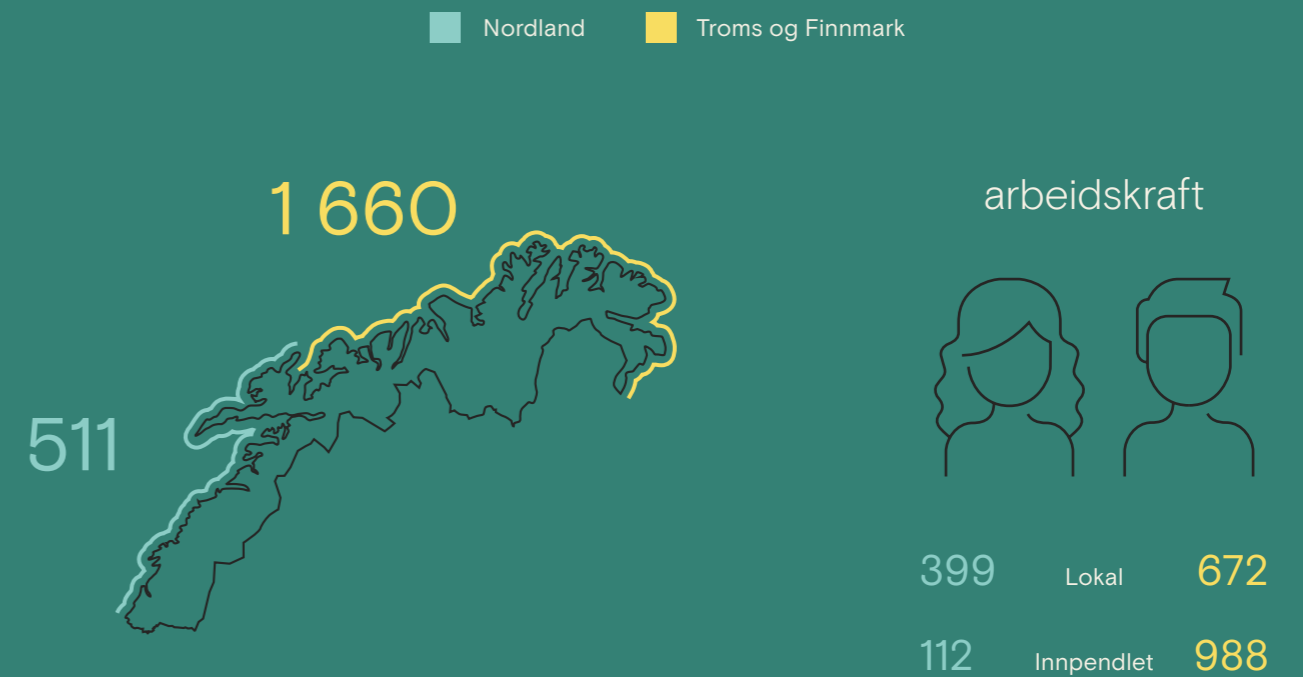 Nordland Troms og Finnmark
1 660
arbeidskraft
511
399 Lokal 672
112 Innpendlet 988